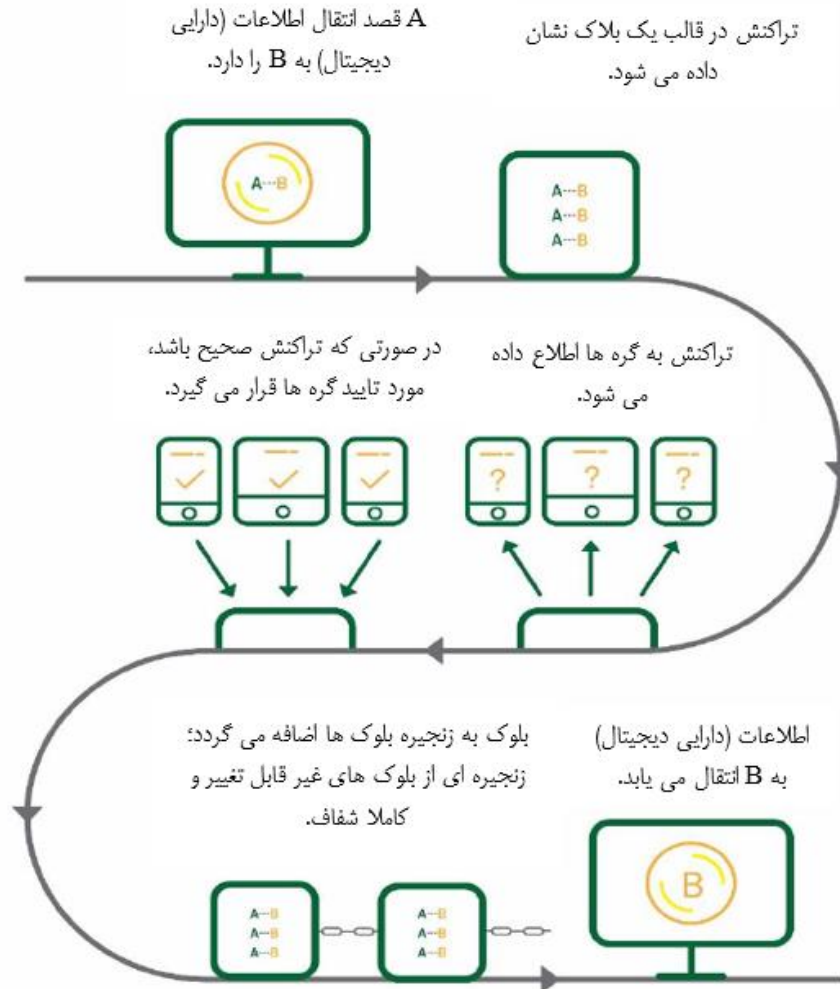 A قصد انتقال اطلاعات (دارایی
دیجیتال) به B را دارد.
تراکنش در قالب یک بلاک نشان
داده می شود.
A---B
A---B
A---B
A---B
تراکنش به گره ها اطلاع داده
می شود.
در صورتی که تراکنش صحیح باشد،
مورد تایید گره ها قرار می گیرد.
? ? ?
بلوک به زنجیره بلوک ها اضافه می گردد؛
زنجیره ای از بلوک های غیر قابل تغییر و
کاملا شفاف.
اطلاعات (دارایی دیجیتال)
به B انتقال می یابد.
A---B
A---B
A---B
A---B
A---B
A---B
B